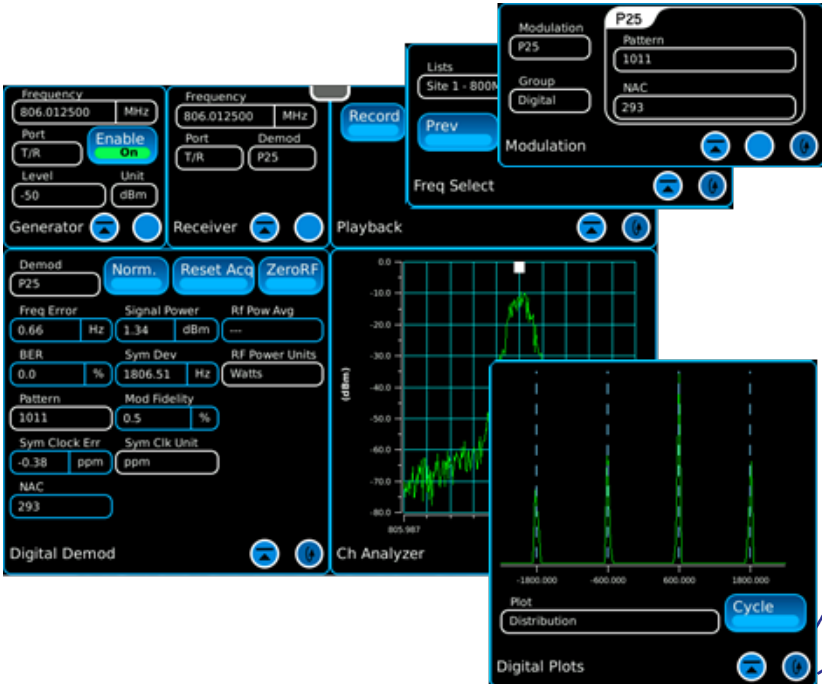 Frequency
806.012500 MHz
Port
T/R
Enable
On
Level Unit
-50 dBm
Generator
Frequency
806.012500 MHz
Port Demod
T/R P25
Receiver
Record
Playback
Lists
Site 1 - 800M
Prev
Freq Select
Modulation
P25
Group
Digital
P25
Pattern
1011
NAC
293
Modulation
Demod
P25
Norm. Reset Acq ZeroRF
Freq Error Signal Power Rf Pow Avg
0.66 Hz 1.34 dBm ---
BER Sym Dev RF Power Units
0.0 % 1806.51 Hz Watts
Pattern Mod Fidelity
1011 0.5 %
Sym Clock Err Sym Clk Unit
-0.38 ppm ppm
NAC
293
Digital Demod
0.0
-10.0
-20.0
-30.0
(dBm)
-40.0
-50.0
-60.0
-70.0
-80.0
805.987
Ch Analyzer
-1800.000 -600.000 600.000 1800.000
Plot
Distribution
Cycle
Digital Plots